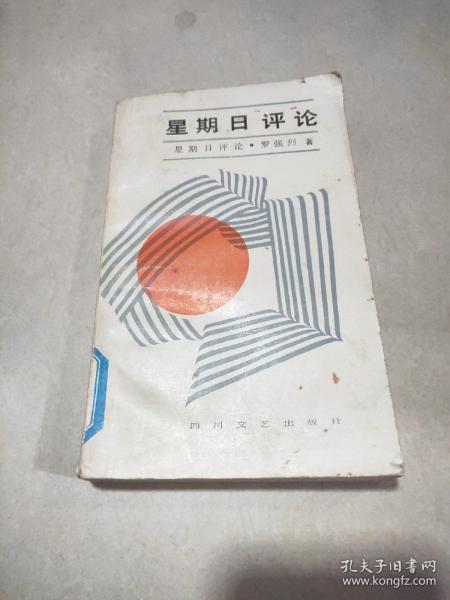 星期日评论
星期日评论•罗强烈 著
四川文艺出版社
孔夫子旧书网
www.kongfz.com